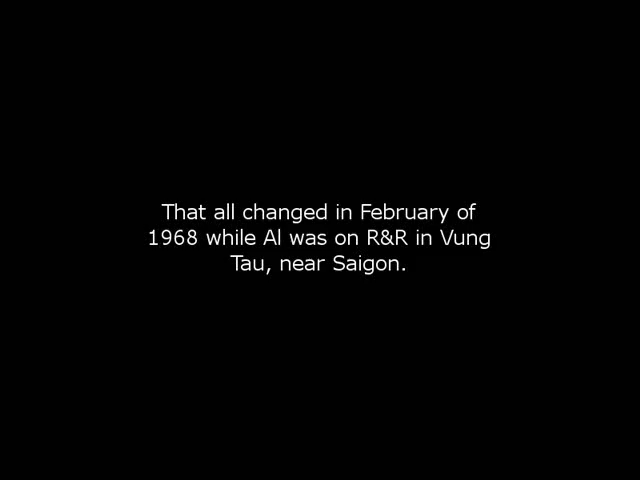 That all changed in February of
1968 while Al was on R&R in Vung
Tau, near Saigon.